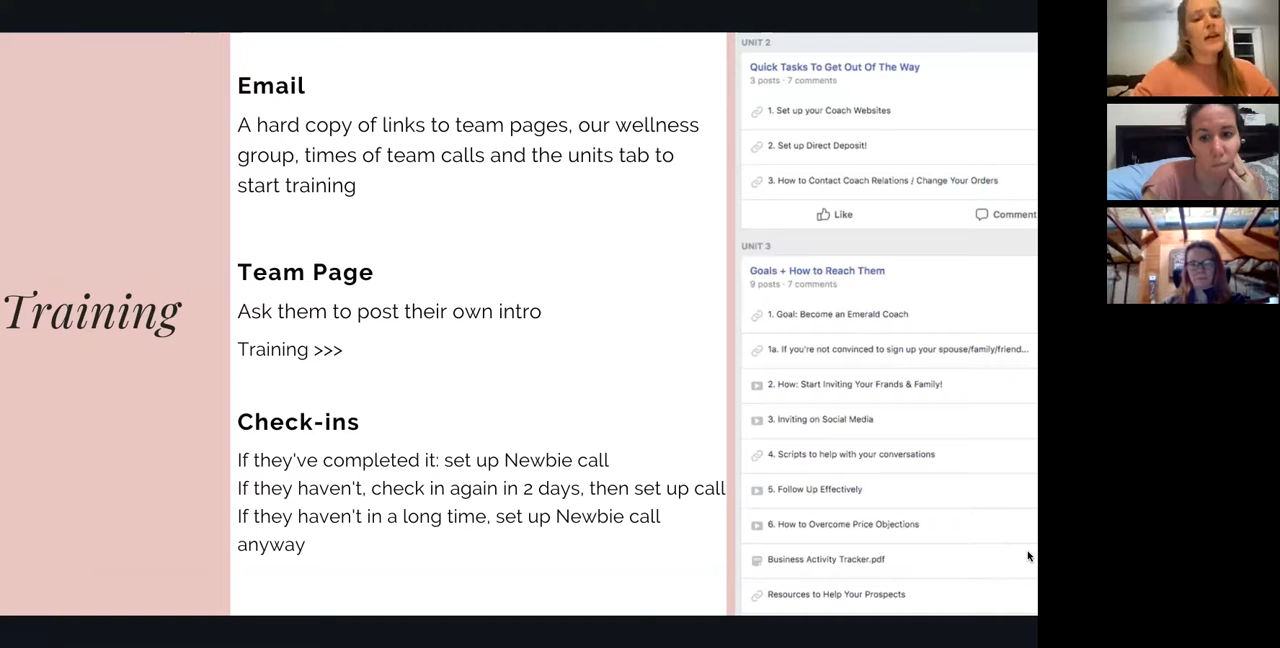 Training
Email
A hard copy of links to team pages, our wellness
group, times of team calls and the units tab to
start training
Team Page
Ask them to post their own intro
Training >>>
Check-ins
If they've completed it: set up Newbie call
If they haven't, check in again in 2 days, then set up call
If they haven't in a long time, set up Newbie call
anyway
UNIT 2
Quick Tasks To Get Out Of The Way
3 posts · 7 comments
1. Set up your Coach Websites
2. Set up Direct Deposit!
3. How to Contact Coach Relations / Change Your Orders
Like
Comment
UNIT 3
Goals + How to Reach Them
9 posts · 7 comments
1. Goal: Become an Emerald Coach
1a. If you're not convinced to sign up your spouse/family/friend...
2. How: Start Inviting Your Frands & Family!
3. Inviting on Social Media
4. Scripts to help with your conversations
5. Follow Up Effectively
6. How to Overcome Price Objections
Business Activity Tracker.pdf
Resources to Help Your Prospects